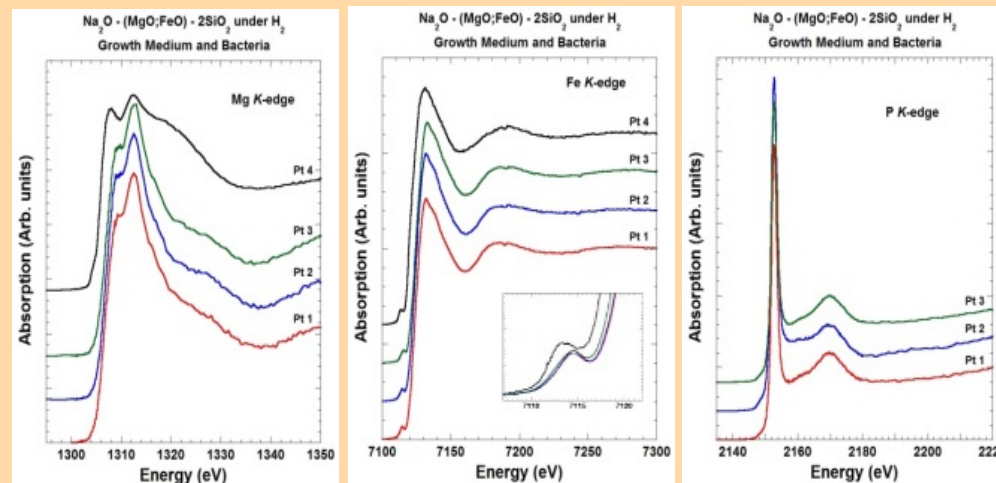 Na2O - (MgO;FeO) - 2SiO2 under H2
Growth Medium and Bacteria
Mg K-edge
Pt 4
Pt 3
Pt 2
Pt 1
Absorption (Arb. units)
1300 1310 1320 1330 1340 1350
Energy (eV)
Na2O - (MgO;FeO) - 2SiO2 under H2
Growth Medium and Bacteria
Fe K-edge
Pt 4
Pt 3
Pt 2
Pt 1
7110 7115 7120
Absorption (Arb. units)
7100 7150 7200 7250 7300
Energy (eV)
Na2O - (MgO;FeO) - 2SiO2 under H2
Growth Medium and Bacteria
P K-edge
Pt 3
Pt 2
Pt 1
Absorption (Arb. units)
2140 2160 2180 2200 222
Energy (eV)